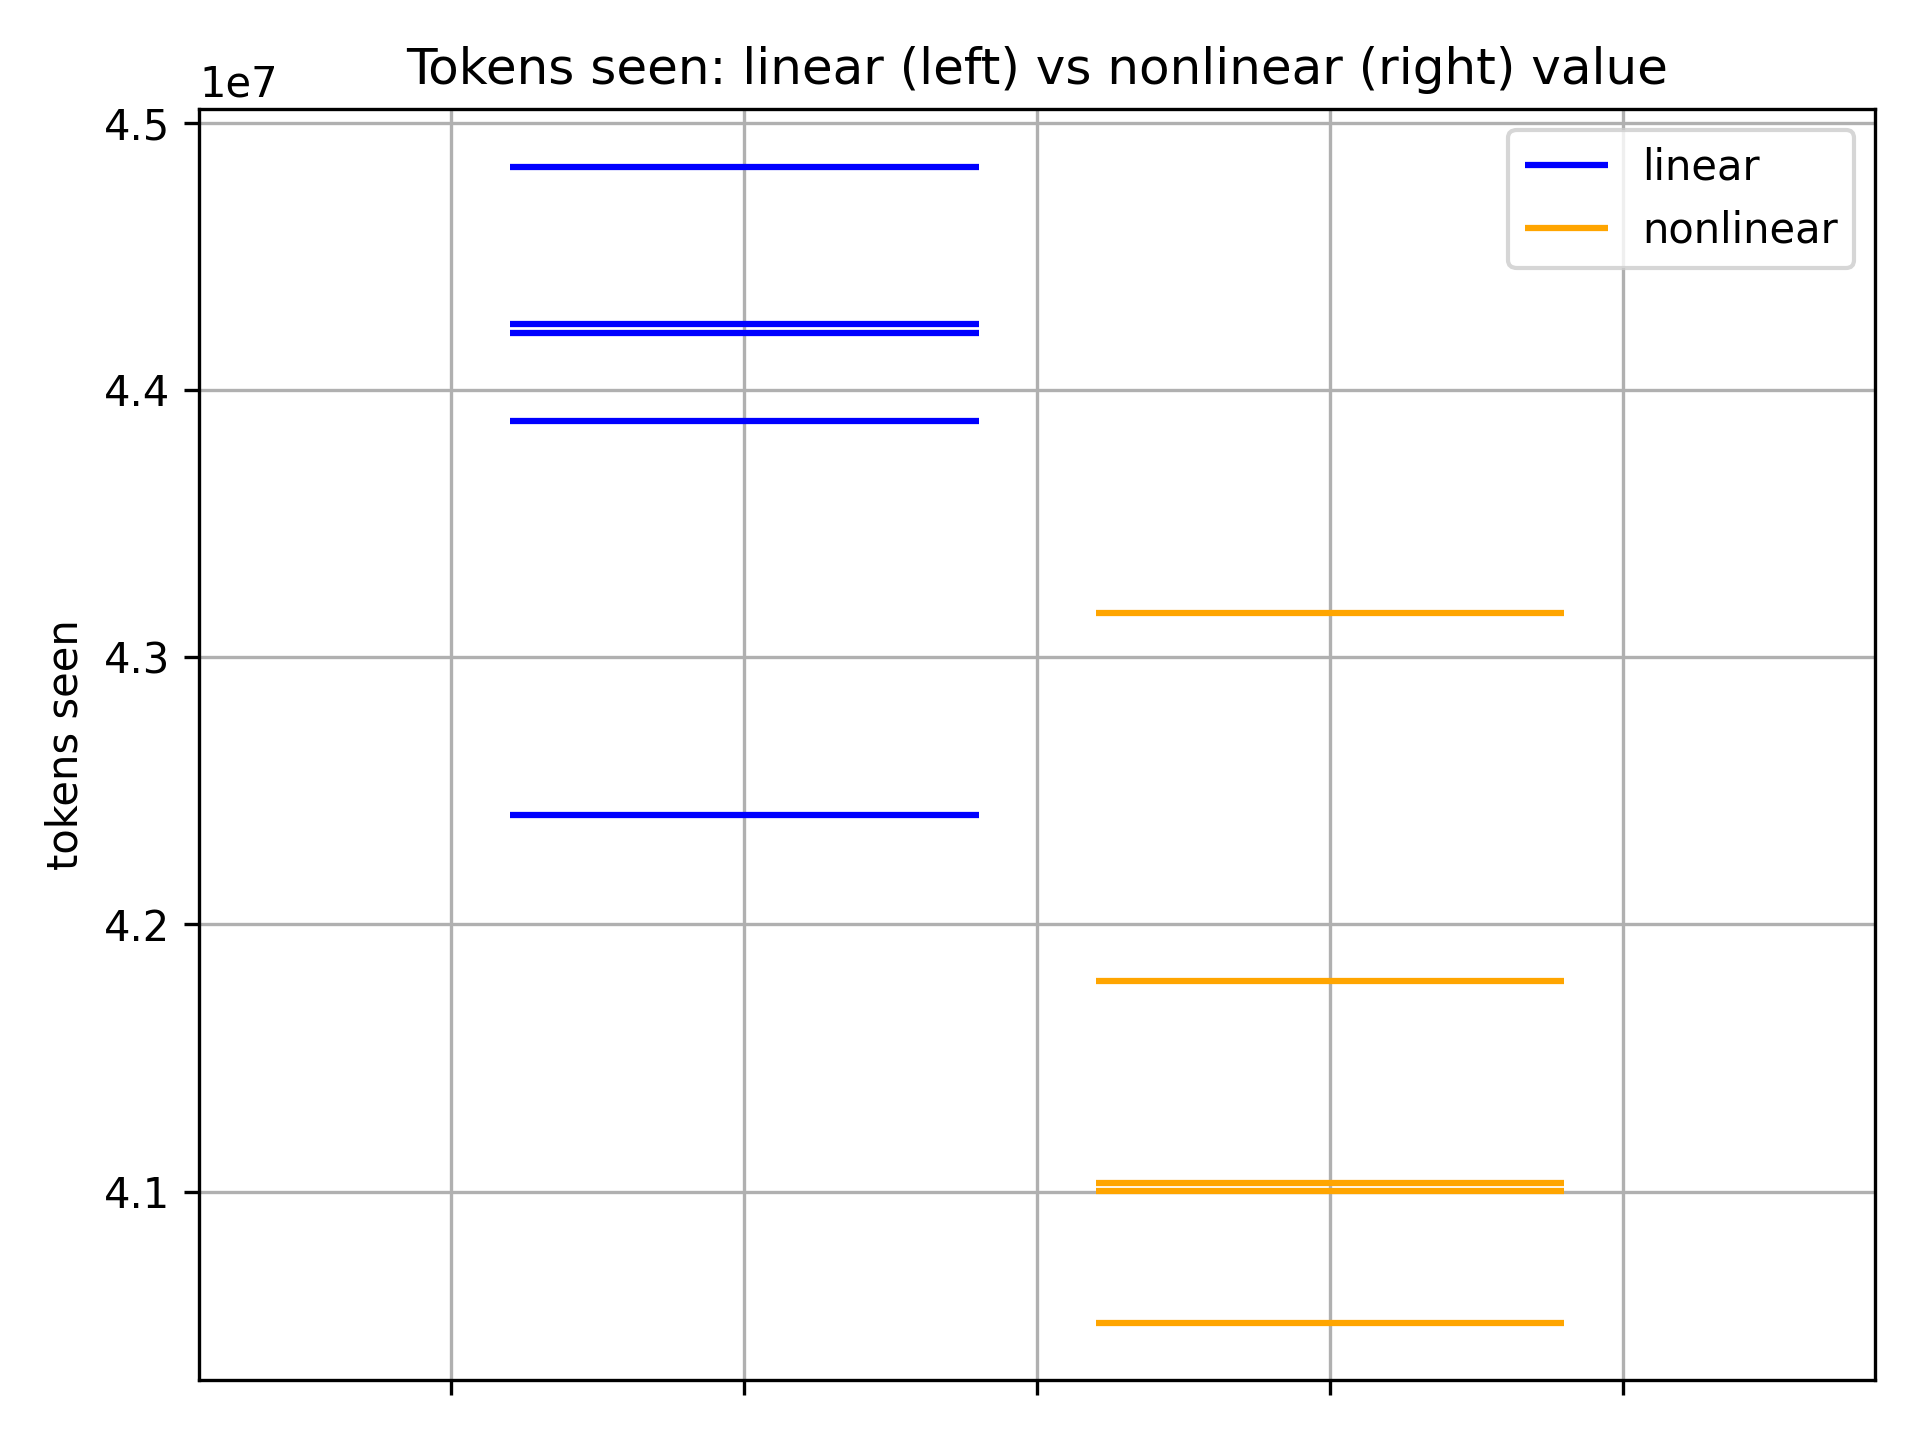 Tokens seen: linear (left) vs nonlinear (right) value
1e7
4.5
4.4
4.3
4.2
4.1
tokens seen
linear
nonlinear